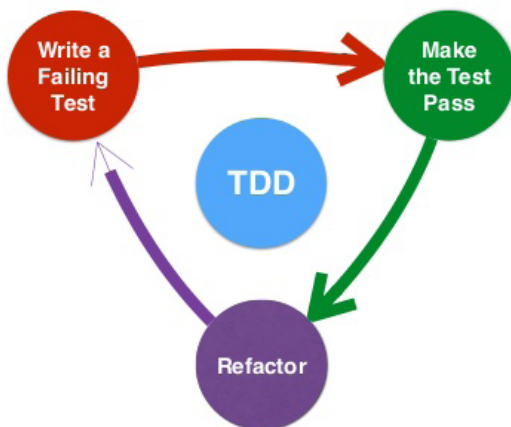 Write a
Failing
Test
Make
the Test
Pass
TDD
Refactor